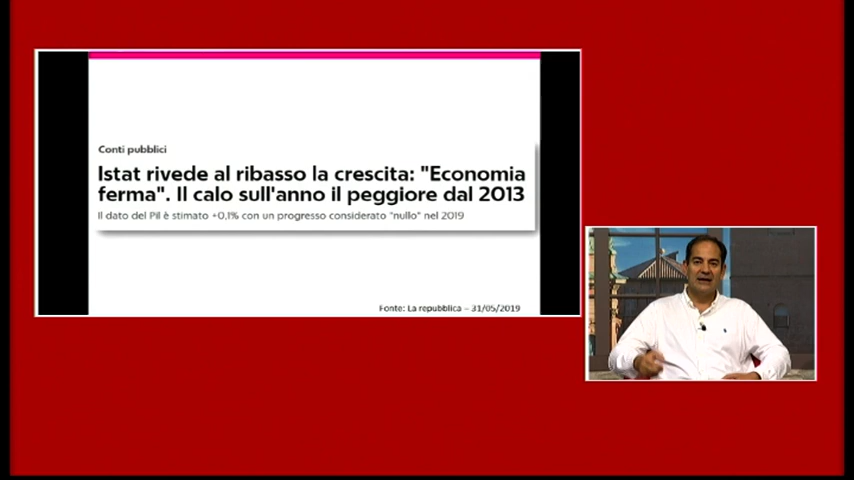 Conti pubblici
Istat rivede al ribasso la crescita: "Economia
ferma". Il calo sull'anno il peggiore dal 2013
Il dato del Pil è stimato +0,1% con un progresso considerato "nullo" nel 2019
Fonte: La repubblica – 31/05/2019